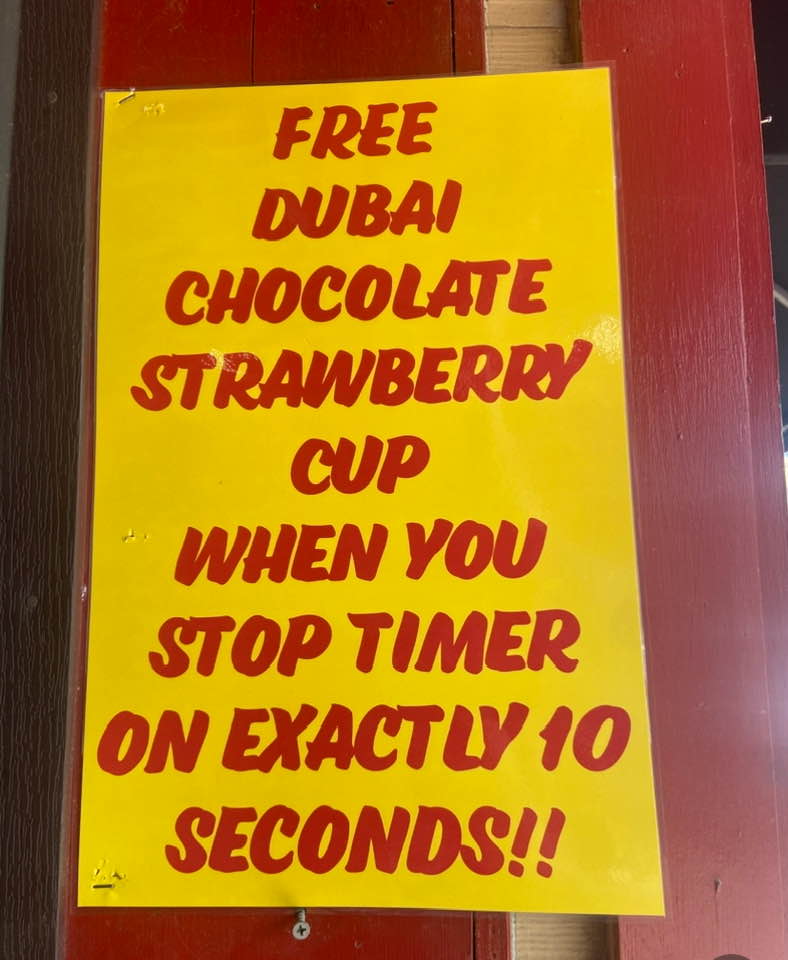 FREE
DUBAI
CHOCOLATE
STRAWBERRY
CUP
WHEN YOU
STOP TIMER
ON EXACTLY 10
SECONDS!!